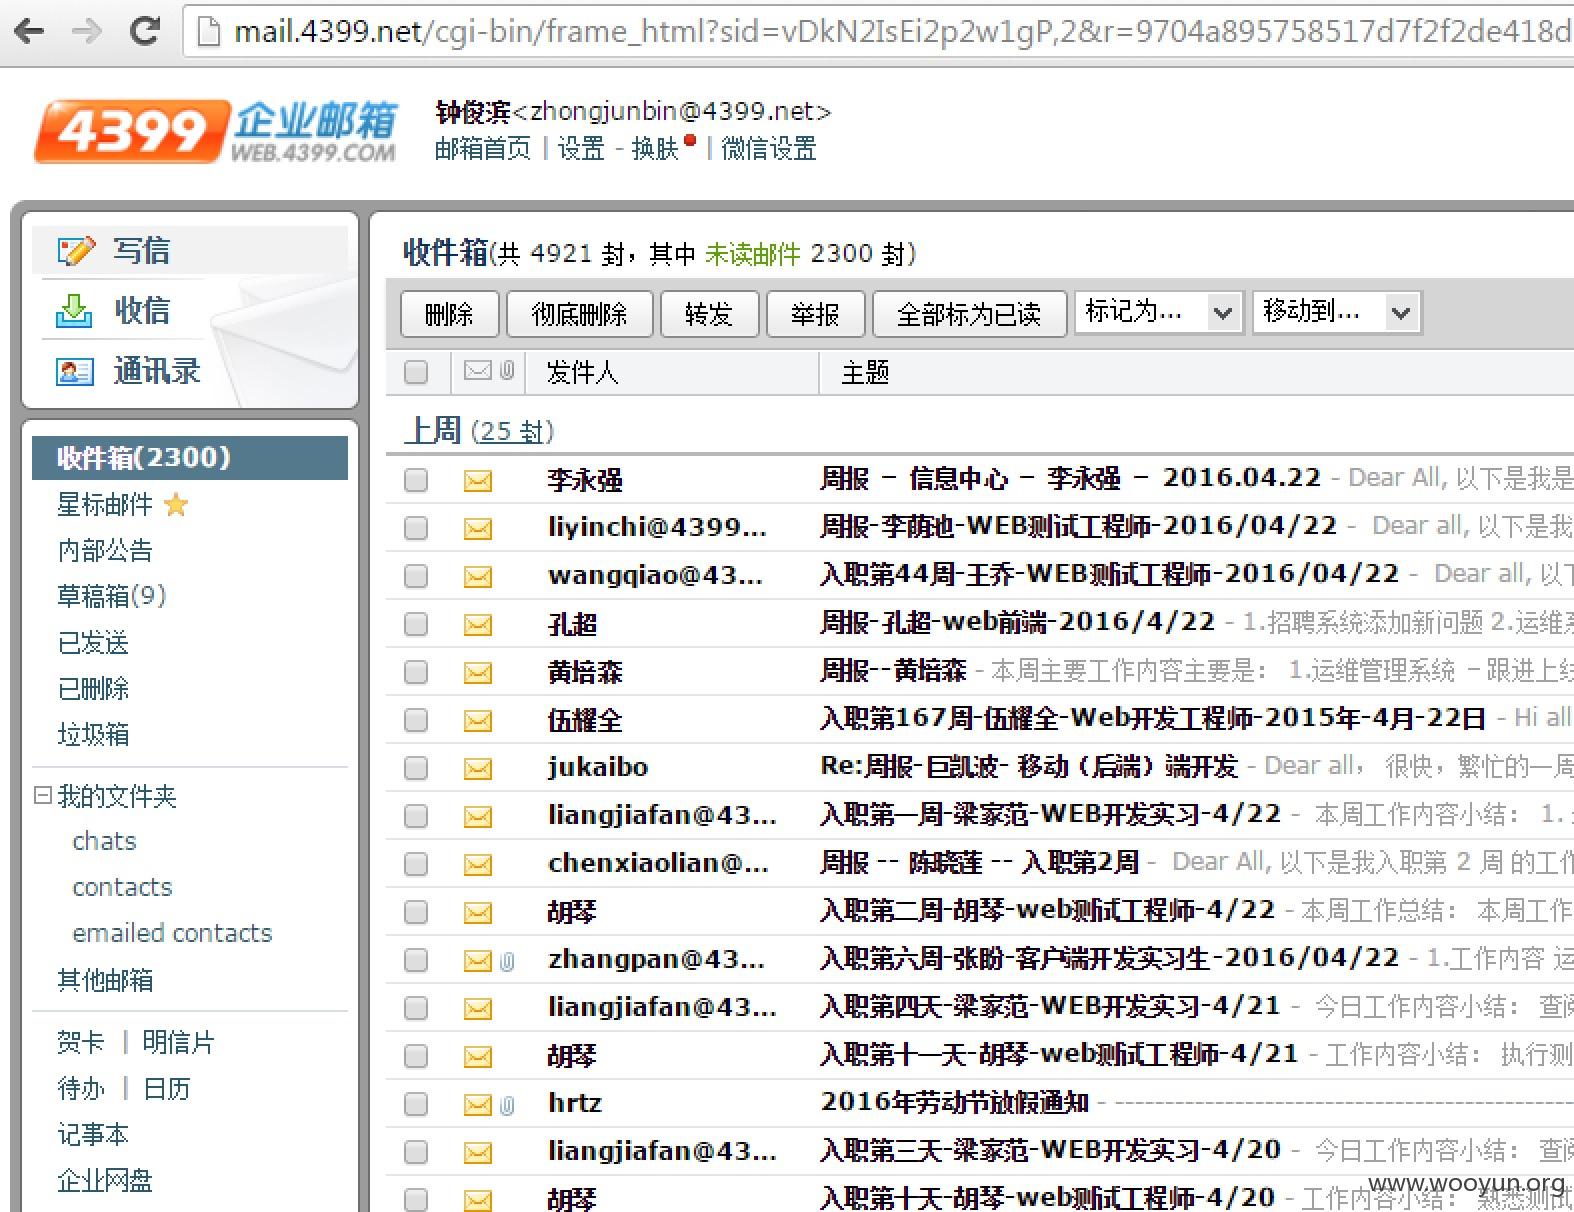 mail.4399.net/cgi-bin/frame_html?sid=vDkN2IsEi2p2w1gP,2&r=9704a895758517d7f2f2de418d
4399 企业邮箱
WEB.4399.COM
钟俊滨<zhongjunbin@4399.net>
邮箱首页 | 设置 - 换肤 | 微信设置
写信
收信
通讯录
收件箱(2300)
星标邮件
内部公告
草稿箱(9)
已发送
已删除
垃圾箱
我的文件夹
chats
contacts
emailed contacts
其他邮箱
贺卡 | 明信片
待办 | 日历
记事本
企业网盘
收件箱(共 4921 封，其中 未读邮件 2300 封)
删除 彻底删除 转发 举报 全部标为已读 标记为... 移动到...
发件人 主题
上周 (25 封)
李永强 周报 - 信息中心 - 李永强 - 2016.04.22 - Dear All, 以下是我是
liyinchi@4399... 周报-李荫池-WEB测试工程师-2016/04/22 - Dear all, 以下是我
wangqiao@43... 入职第44周-王乔-WEB测试工程师-2016/04/22 - Dear all, 以下
孔超 周报-孔超-web前端-2016/4/22 - 1.招聘系统添加新问题 2.运维系
黄培森 周报--黄培森 - 本周主要工作内容主要是： 1.运维管理系统 －跟进上线
伍耀全 入职第167周-伍耀全-Web开发工程师-2015年-4月-22日 - Hi all
jukaibo Re:周报-巨凯波- 移动（后端）端开发 - Dear all， 很快，繁忙的一周
liangjiafan@43... 入职第一周-梁家范-WEB开发实习-4/22 - 本周工作内容小结： 1.
chenxiaolian@... 周报 -- 陈晓莲 -- 入职第2周 - Dear All, 以下是我入职第 2 周 的工作
胡琴 入职第二周-胡琴-web测试工程师-4/22 - 本周工作总结： 本周工作
zhangpan@43... 入职第六周-张盼-客户端开发实习生-2016/04/22 - 1.工作内容 运
liangjiafan@43... 入职第四天-梁家范-WEB开发实习-4/21 - 今日工作内容小结： 查阅
胡琴 入职第十一天-胡琴-web测试工程师-4/21 - 工作内容小结： 执行测
hrtz 2016年劳动节放假通知 - ------------------------------------------
liangjiafan@43... 入职第三天-梁家范-WEB开发实习-4/20 - 今日工作内容小结： 查阅
胡琴 入职第十天-胡琴-web测试工程师-4/20 - 工作内容小结： 熟悉测试
www.wooyun.org